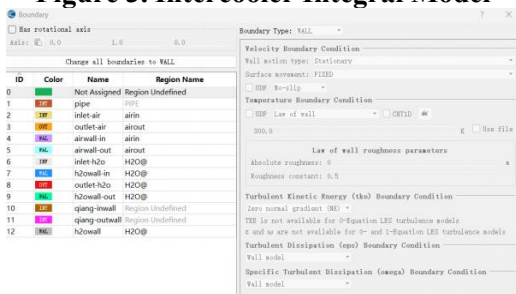 Figure 3. Intercooler Integral Model
Boundary ? X
Has rotational axis
Axis: 0.0 1.0 0.0
Change all boundaries to WALL
ID Color Name Region Name
0 Not Assigned Region Undefined
1 INT pipe PIPE
2 INF inlet-air airin
3 OUT outlet-air airout
4 WAL airwall-in airin
5 WAL airwall-out airout
6 INF inlet-h2o H2O@
7 WAL h2owall-in H2O@
8 OUT outlet-h2o H2O@
9 WAL h2owall-out H2O@
10 INT qiang-inwall Region Undefined
11 INT qiang-outwall Region Undefined
12 WAL h2owall H2O@
Boundary Type: WALL
Velocity Boundary Condition
Wall motion type: Stationary
Surface movement: FIXED
UDF No-slip
Temperature Boundary Condition
UDF Law of wall CHT1D
300.0 K Use file
Law of wall roughness parameters
Absolute roughness: 0 m
Roughness constant: 0.5
Turbulent Kinetic Energy (tke) Boundary Condition
Zero normal gradient (NE)
TKE is not available for 0-Equation LES turbulence models
ε and ω are not available for 0- and 1-Equation LES turbulence models
Turbulent Dissipation (eps) Boundary Condition
Wall model
Specific Turbulent Dissipation (omega) Boundary Condition
Wall model